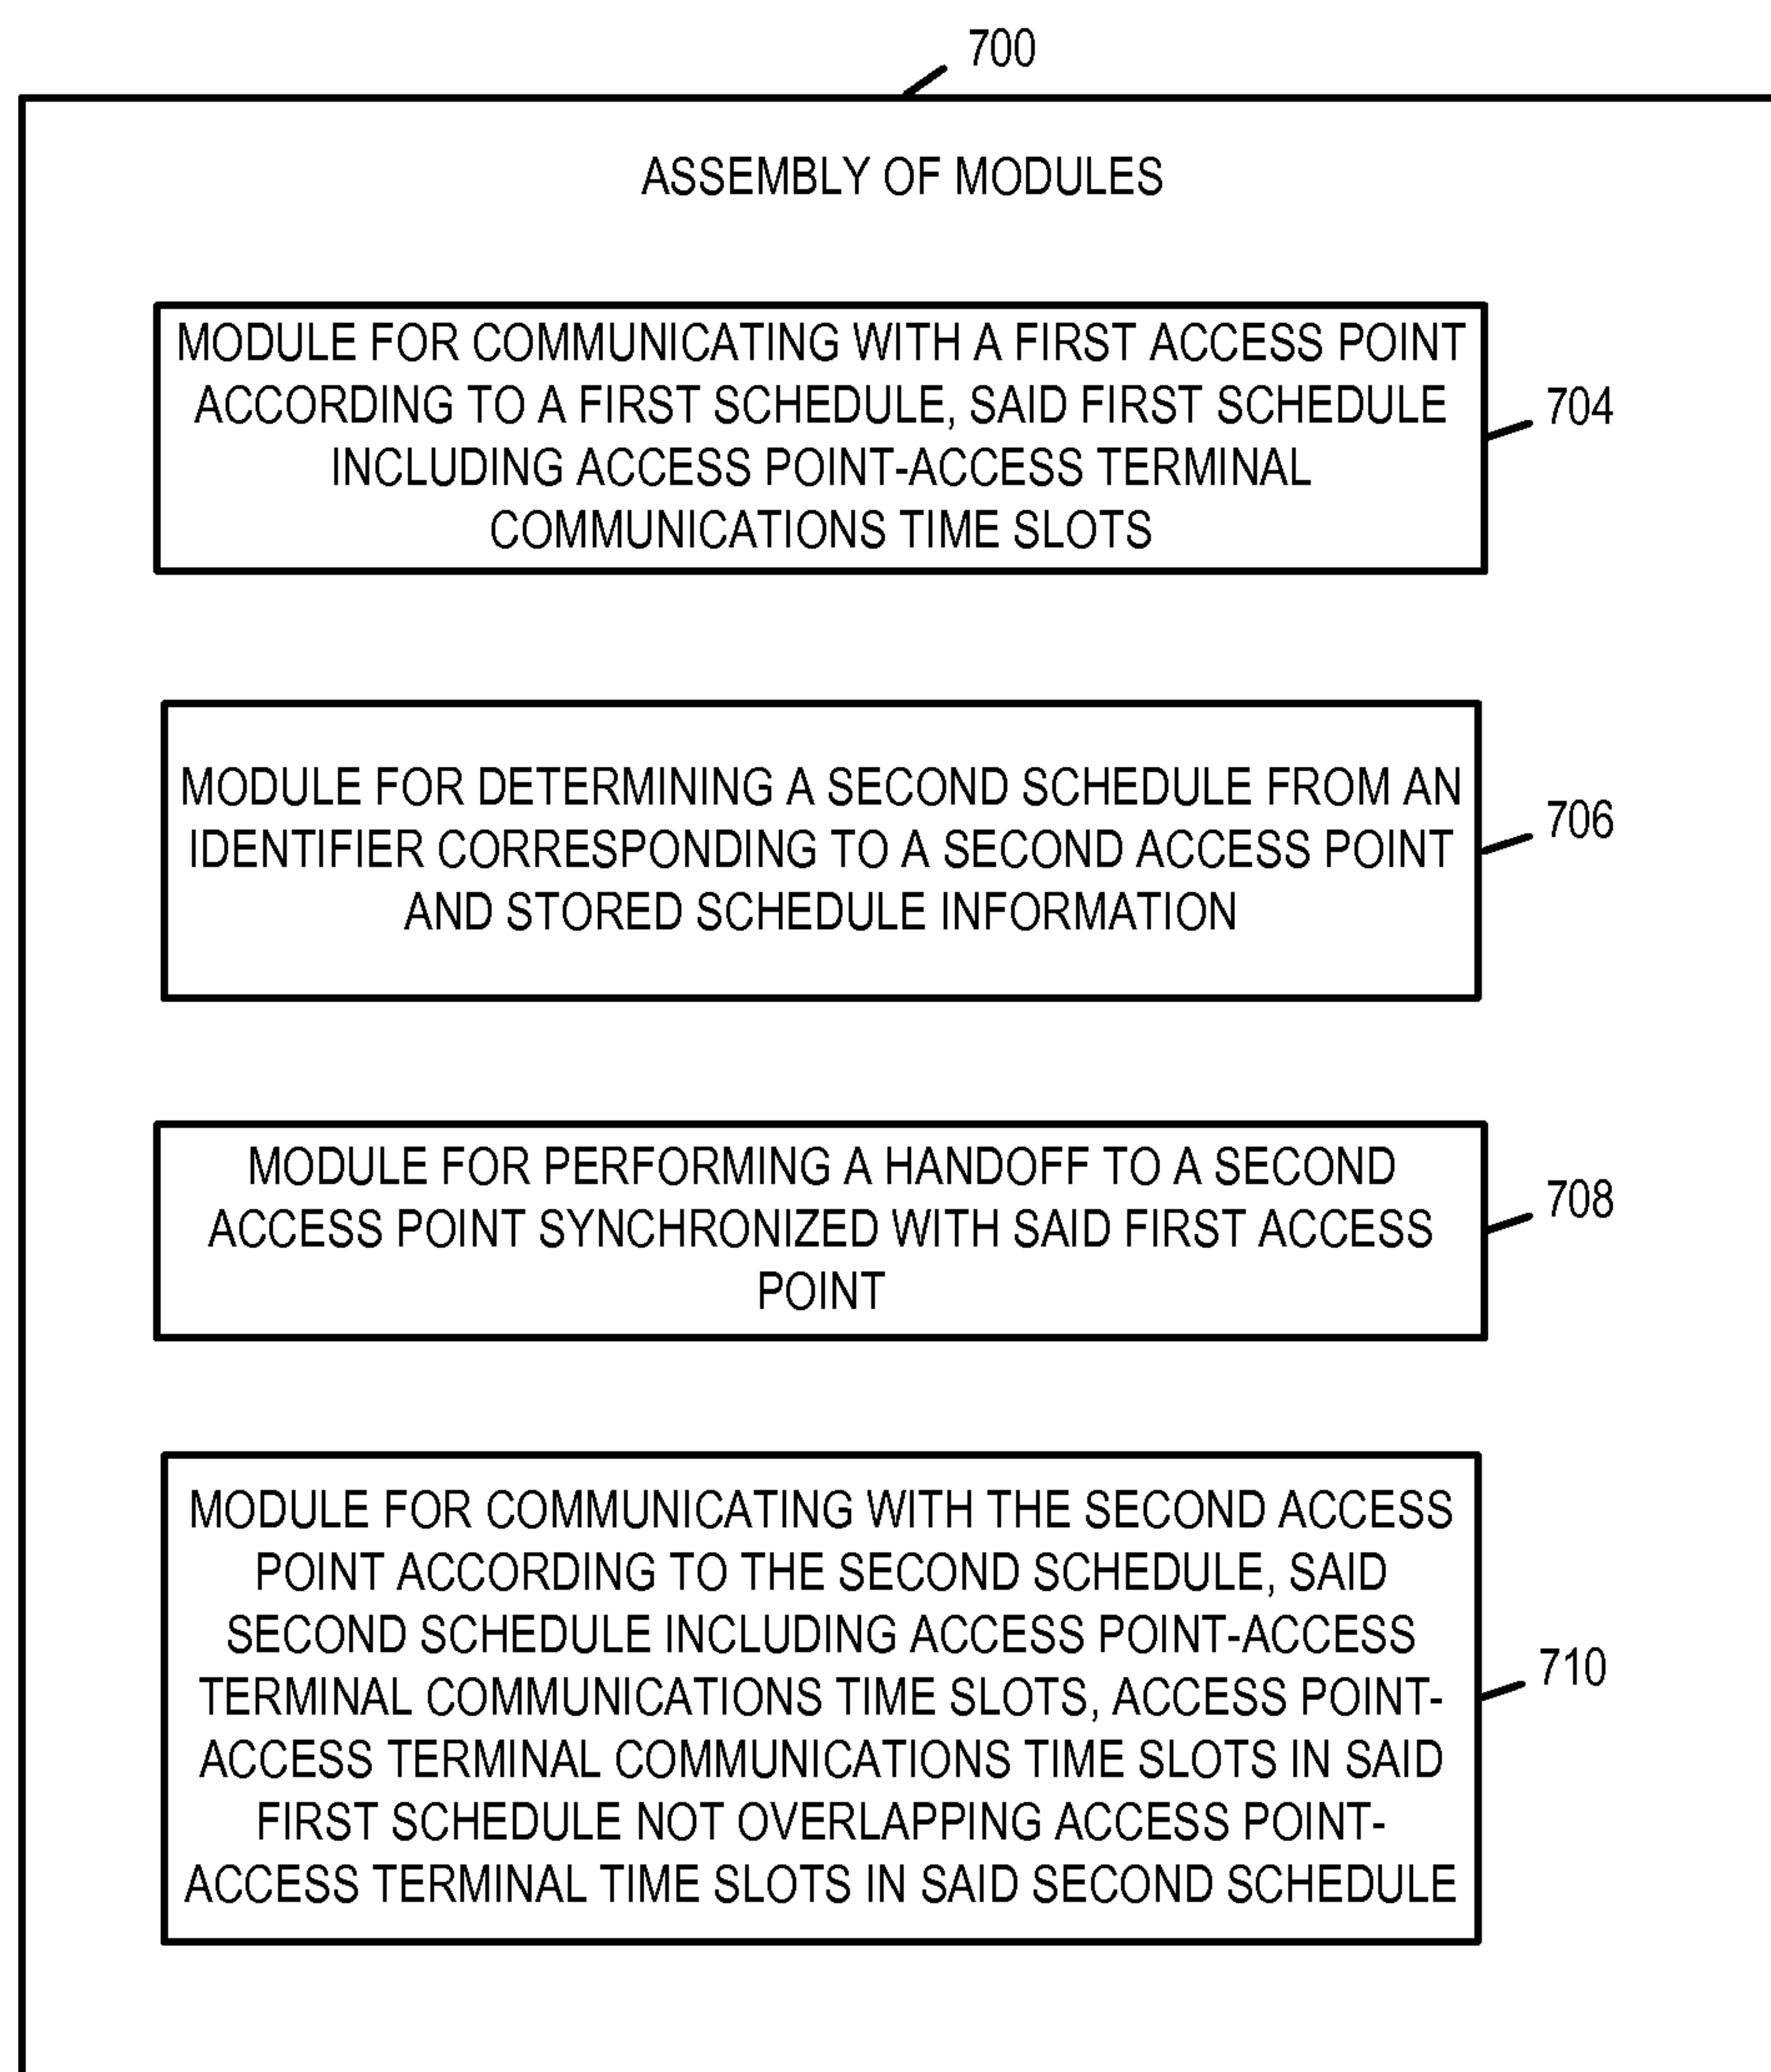 700
ASSEMBLY OF MODULES
MODULE FOR COMMUNICATING WITH A FIRST ACCESS POINT
ACCORDING TO A FIRST SCHEDULE, SAID FIRST SCHEDULE
INCLUDING ACCESS POINT-ACCESS TERMINAL
COMMUNICATIONS TIME SLOTS
704
MODULE FOR DETERMINING A SECOND SCHEDULE FROM AN
IDENTIFIER CORRESPONDING TO A SECOND ACCESS POINT
AND STORED SCHEDULE INFORMATION
706
MODULE FOR PERFORMING A HANDOFF TO A SECOND
ACCESS POINT SYNCHRONIZED WITH SAID FIRST ACCESS
POINT
708
MODULE FOR COMMUNICATING WITH THE SECOND ACCESS
POINT ACCORDING TO THE SECOND SCHEDULE, SAID
SECOND SCHEDULE INCLUDING ACCESS POINT-ACCESS
TERMINAL COMMUNICATIONS TIME SLOTS, ACCESS POINT-
ACCESS TERMINAL COMMUNICATIONS TIME SLOTS IN SAID
FIRST SCHEDULE NOT OVERLAPPING ACCESS POINT-
ACCESS TERMINAL TIME SLOTS IN SAID SECOND SCHEDULE
710